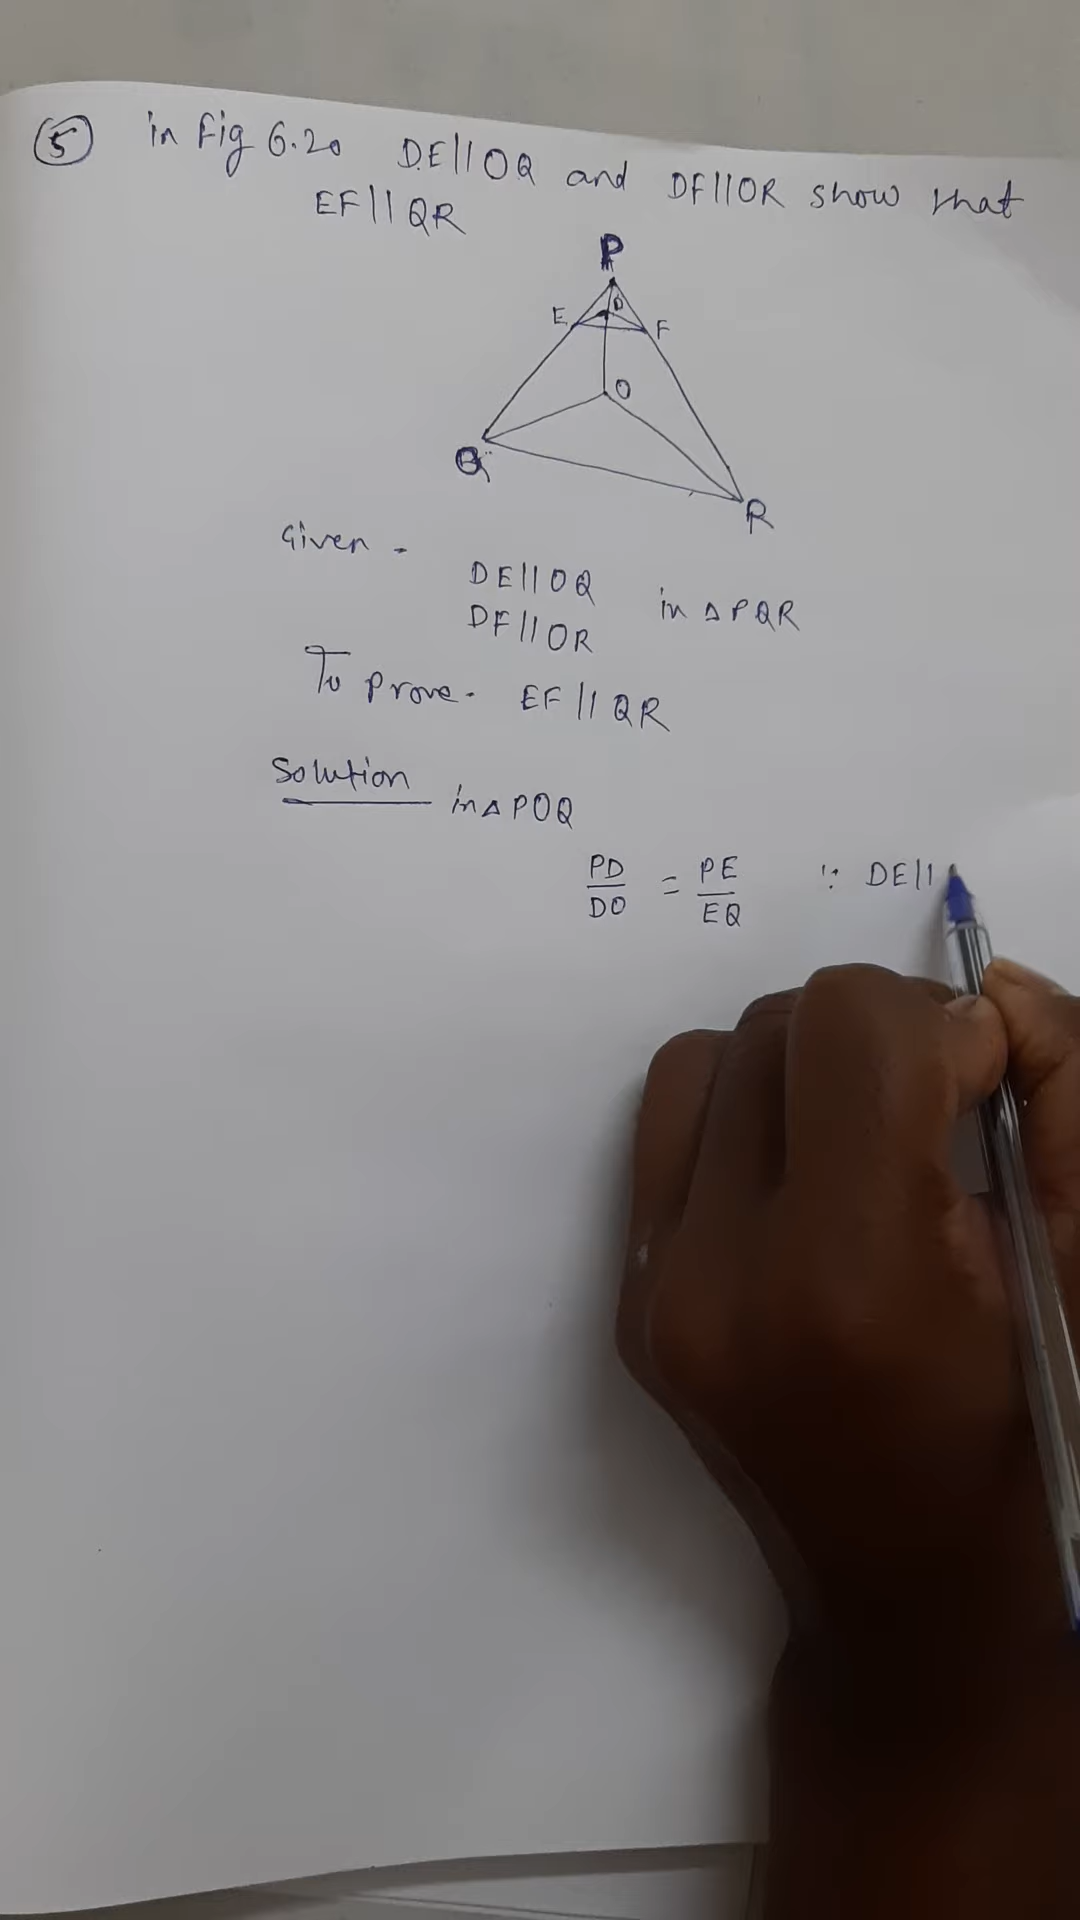 5 in Fig 6.20 DE||OQ and DF||OR show that
EF||QR
P
E D F
O
Q
R
Given -
DE||OQ
DF||OR in △PQR
To prove- EF||QR
Solution in △POQ
PD/DO = PE/EQ ∵ DE||